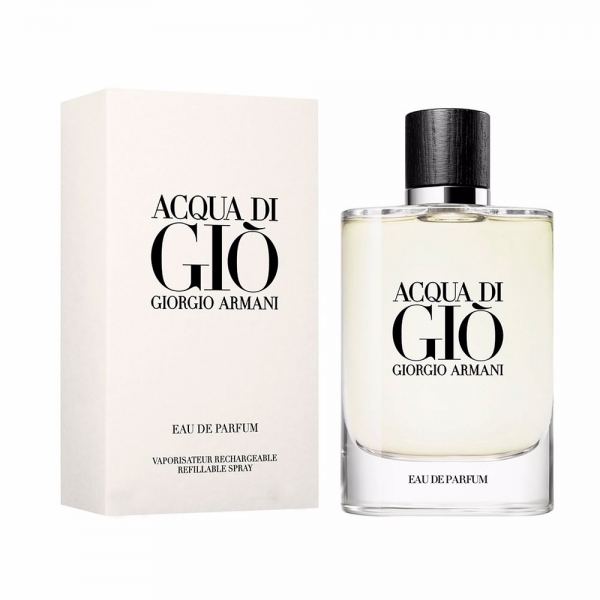 ACQUA DI
GIÒ
GIORGIO ARMANI
EAU DE PARFUM
VAPORISATEUR RECHARGEABLE
REFILLABLE SPRAY
ACQUA DI
GIÒ
GIORGIO ARMANI
EAU DE PARFUM